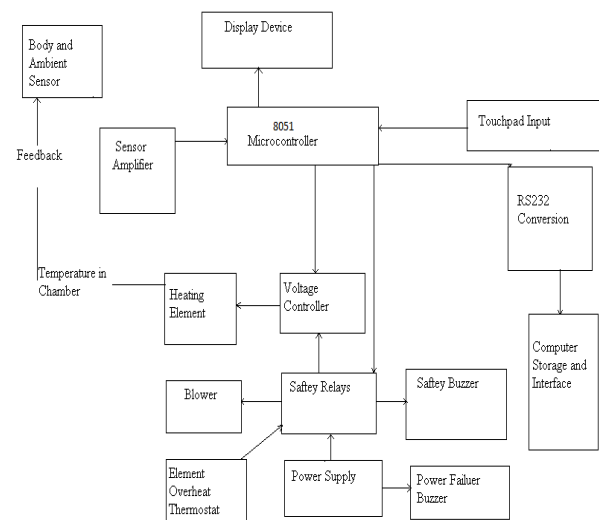 Display Device
Body and
Ambient
Sensor
8051
Microcontroller
Touchpad Input
Sensor
Amplifier
Feedback
RS232
Conversion
Temperature in
Chamber
Heating
Element
Voltage
Controller
Computer
Storage and
Interface
Blower
Saftey Relays
Saftey Buzzer
Element
Overheat
Thermostat
Power Supply
Power Failuer
Buzzer